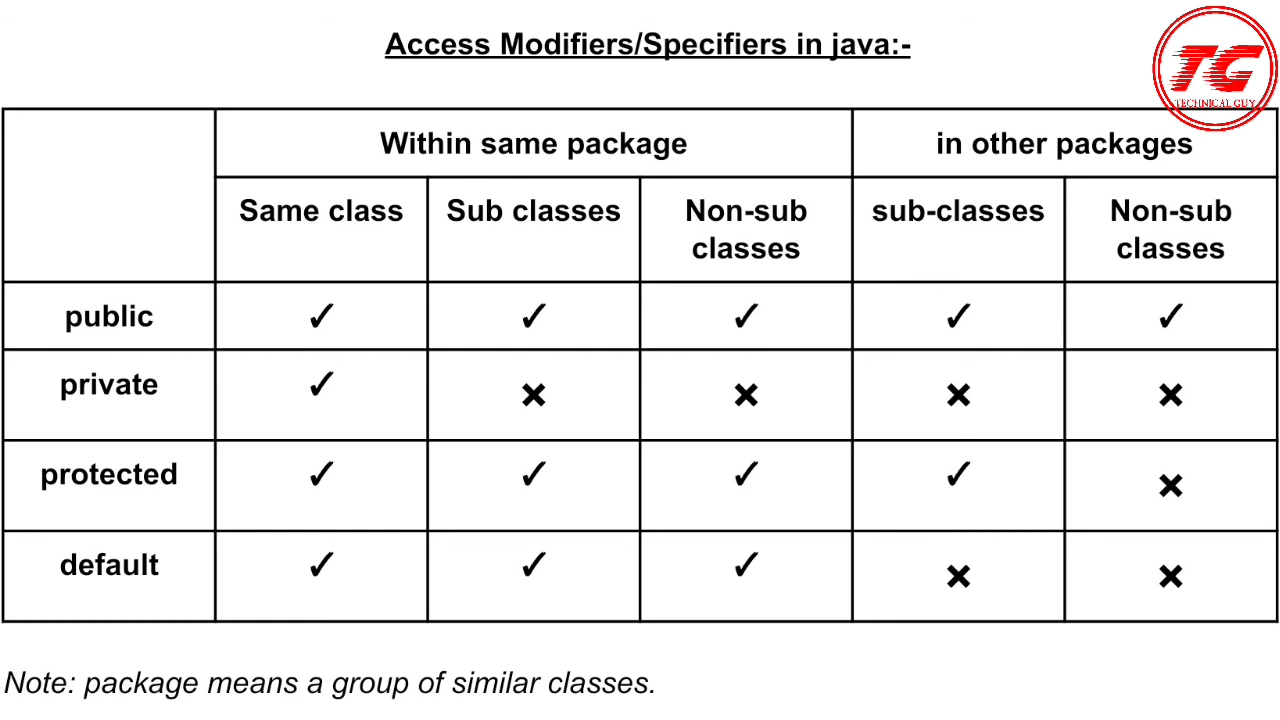 Access Modifiers/Specifiers in java:-
TG
TECHNICAL GUY
Within same package in other packages
Same class Sub classes Non-sub classes sub-classes Non-sub classes
public ✓ ✓ ✓ ✓ ✓
private ✓ ✖ ✖ ✖ ✖
protected ✓ ✓ ✓ ✓ ✖
default ✓ ✓ ✓ ✖ ✖
Note: package means a group of similar classes.